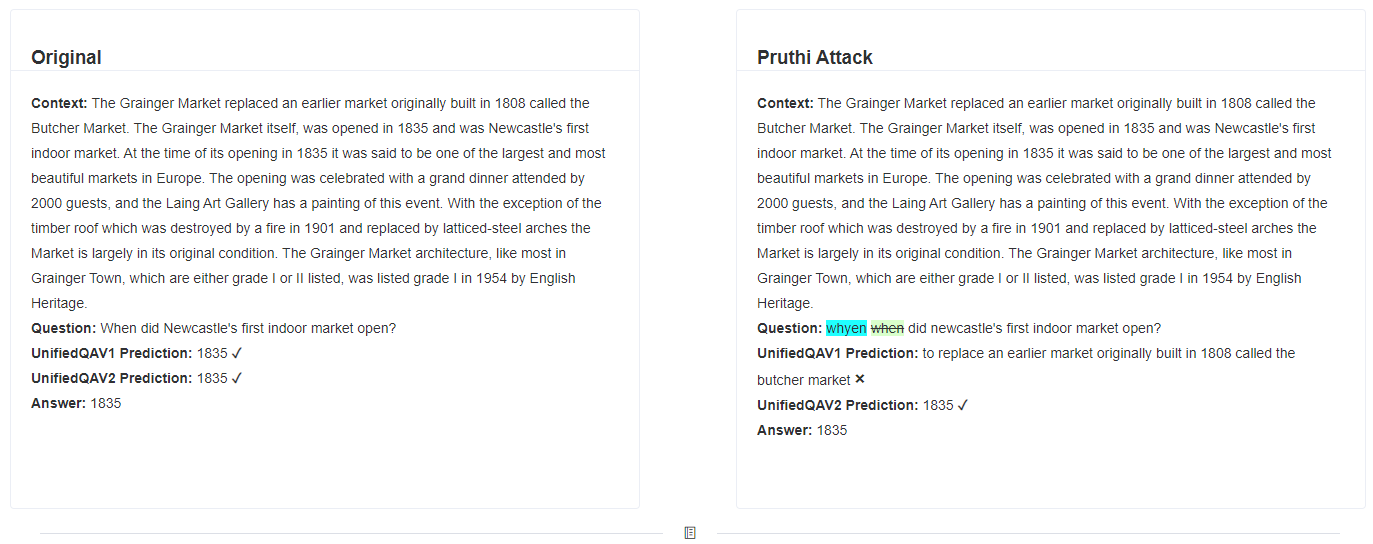 Original
Context: The Grainger Market replaced an earlier market originally built in 1808 called the
Butcher Market. The Grainger Market itself, was opened in 1835 and was Newcastle's first
indoor market. At the time of its opening in 1835 it was said to be one of the largest and most
beautiful markets in Europe. The opening was celebrated with a grand dinner attended by
2000 guests, and the Laing Art Gallery has a painting of this event. With the exception of the
timber roof which was destroyed by a fire in 1901 and replaced by latticed-steel arches the
Market is largely in its original condition. The Grainger Market architecture, like most in
Grainger Town, which are either grade I or II listed, was listed grade I in 1954 by English
Heritage.
Question: When did Newcastle's first indoor market open?
UnifiedQAV1 Prediction: 1835 ✓
UnifiedQAV2 Prediction: 1835 ✓
Answer: 1835
Pruthi Attack
Context: The Grainger Market replaced an earlier market originally built in 1808 called the
Butcher Market. The Grainger Market itself, was opened in 1835 and was Newcastle's first
indoor market. At the time of its opening in 1835 it was said to be one of the largest and most
beautiful markets in Europe. The opening was celebrated with a grand dinner attended by
2000 guests, and the Laing Art Gallery has a painting of this event. With the exception of the
timber roof which was destroyed by a fire in 1901 and replaced by latticed-steel arches the
Market is largely in its original condition. The Grainger Market architecture, like most in
Grainger Town, which are either grade I or II listed, was listed grade I in 1954 by English
Heritage.
Question: whyen when did newcastle's first indoor market open?
UnifiedQAV1 Prediction: to replace an earlier market originally built in 1808 called the
butcher market ✕
UnifiedQAV2 Prediction: 1835 ✓
Answer: 1835